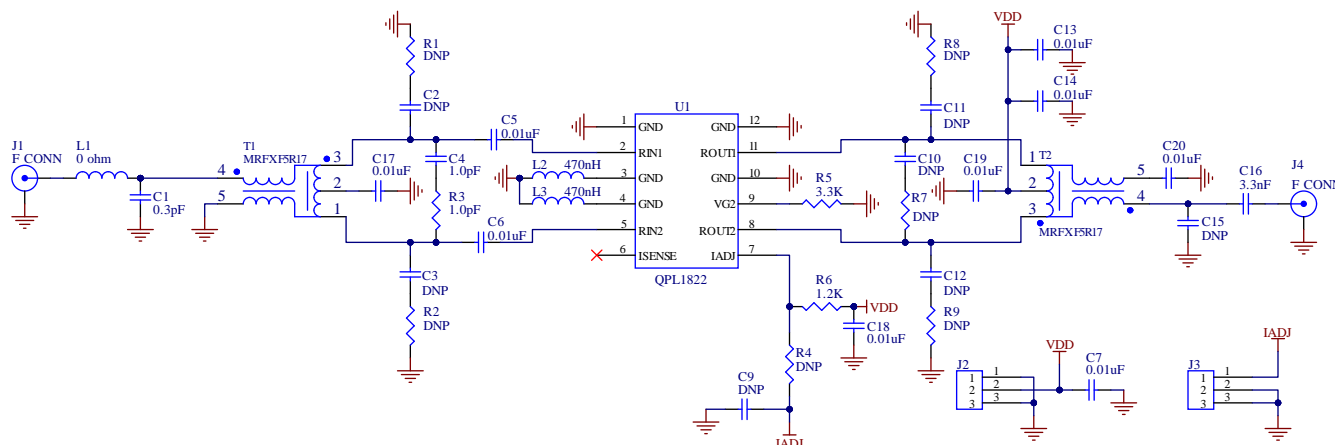 J1
F CONN
L1
0 ohm
C1
0.3pF
T1
MRFXF5R17
4
5
3
2
1
R1
DNP
C2
DNP
C17
0.01uF
C4
1.0pF
R3
1.0pF
C3
DNP
R2
DNP
C5
0.01uF
C6
0.01uF
L2
470nH
L3
470nH
U1
1
GND
2
RIN1
3
GND
4
GND
5
RIN2
6
ISENSE
GND
12
ROUT1
11
GND
10
VG2
9
ROUT2
8
IADJ
7
QPL1822
R5
3.3K
R6
1.2K
VDD
C18
0.01uF
R4
DNP
C9
DNP
IADJ
R8
DNP
C11
DNP
C10
DNP
R7
DNP
C19
0.01uF
C12
DNP
R9
DNP
VDD
C13
0.01uF
C14
0.01uF
1
2
3
T2
5
4
MRFXF5R17
C20
0.01uF
C16
3.3nF
C15
DNP
J4
F CONN
J2
1
2
3
1
2
3
VDD
C7
0.01uF
J3
1
2
3
1
2
3
IADJ